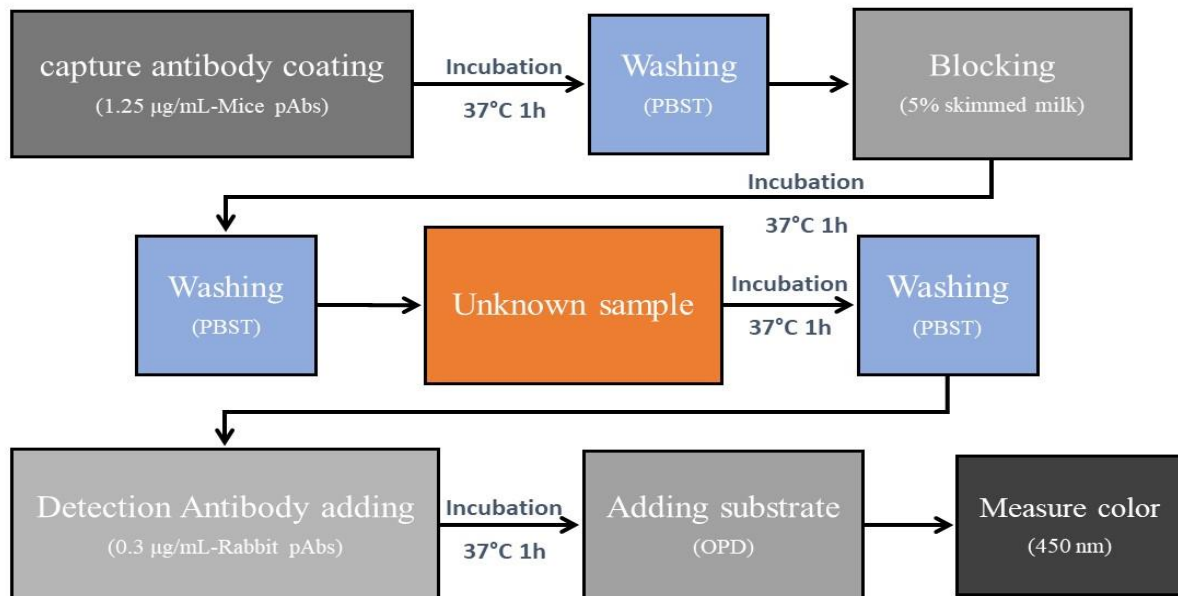 capture antibody coating
(1.25 μg/mL-Mice pAbs)
Incubation
37°C 1h
Washing
(PBST)
Blocking
(5% skimmed milk)
Incubation
37°C 1h
Washing
(PBST)
Unknown sample
Incubation
37°C 1h
Washing
(PBST)
Detection Antibody adding
(0.3 μg/mL-Rabbit pAbs)
Incubation
37°C 1h
Adding substrate
(OPD)
Measure color
(450 nm)